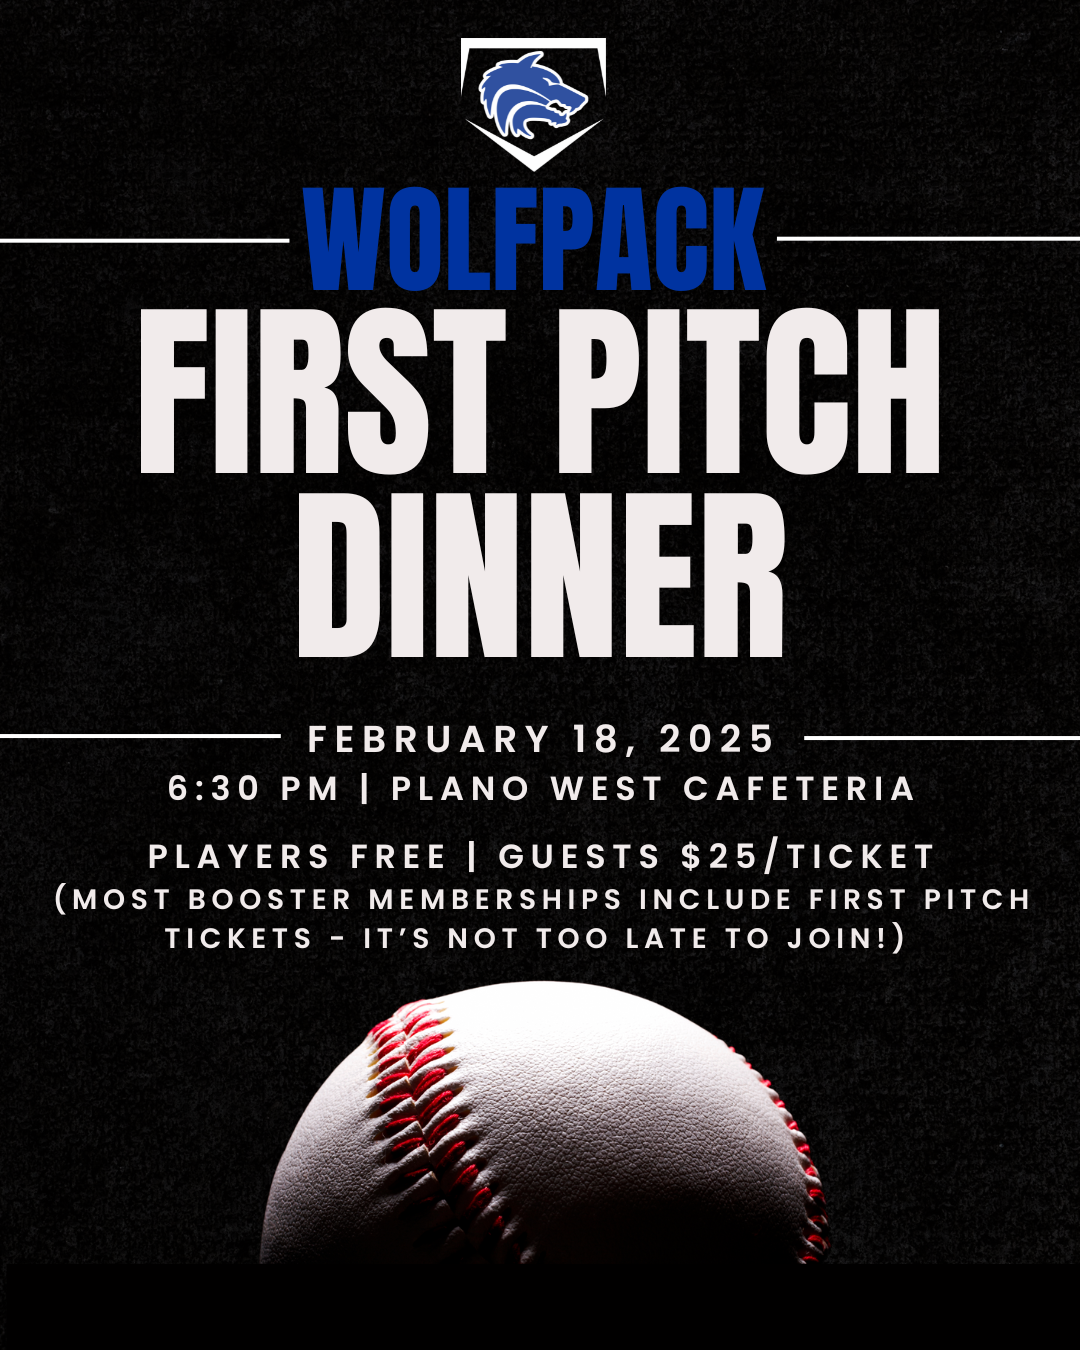 WOLFPACK
FIRST PITCH
DINNER
FEBRUARY 18, 2025
6:30 PM | PLANO WEST CAFETERIA
PLAYERS FREE | GUESTS $25/TICKET
(MOST BOOSTER MEMBERSHIPS INCLUDE FIRST PITCH
TICKETS - IT’S NOT TOO LATE TO JOIN!)